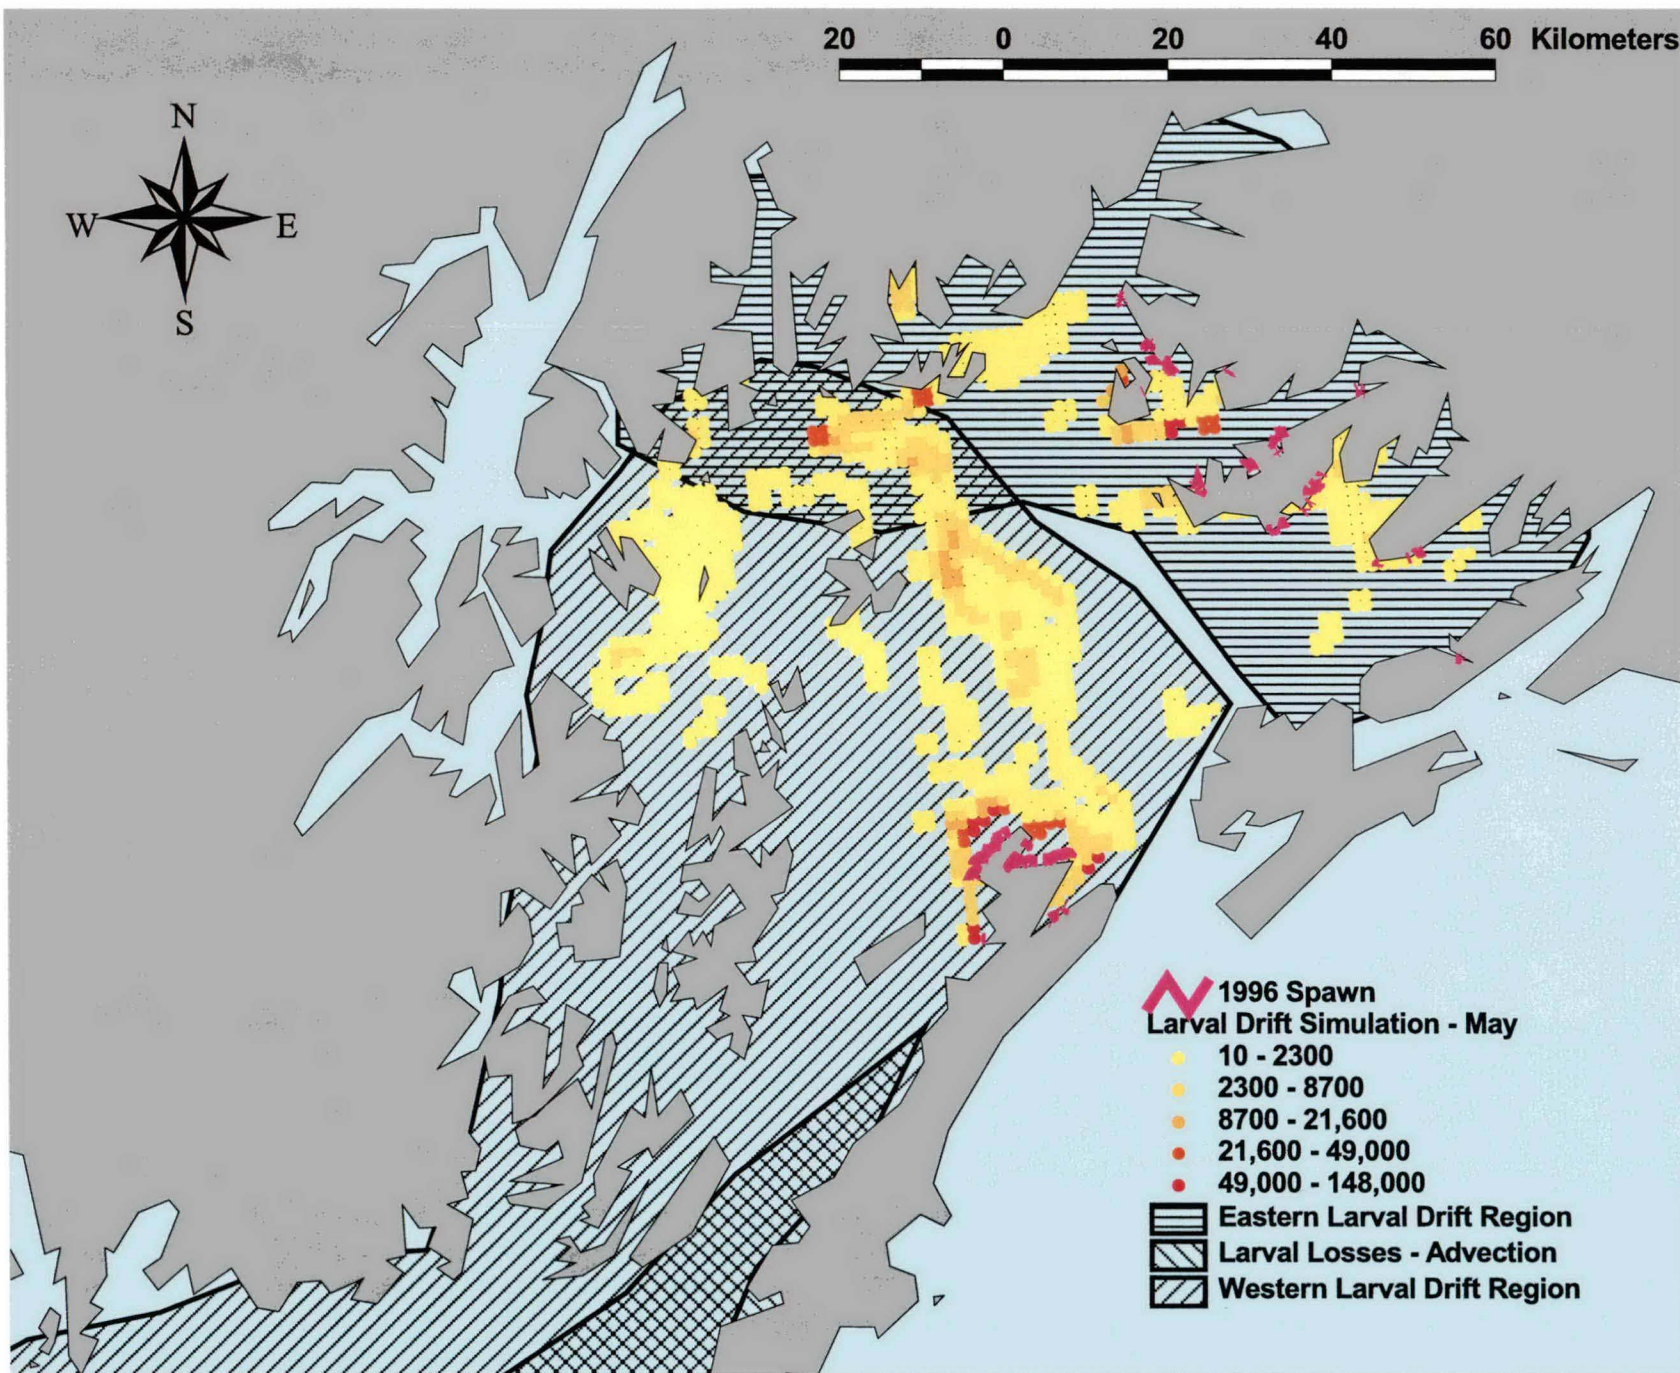 20 0 20 40 60 Kilometers
N
W E
S
1996 Spawn
Larval Drift Simulation - May
10 - 2300
2300 - 8700
8700 - 21,600
21,600 - 49,000
49,000 - 148,000
Eastern Larval Drift Region
Larval Losses - Advection
Western Larval Drift Region